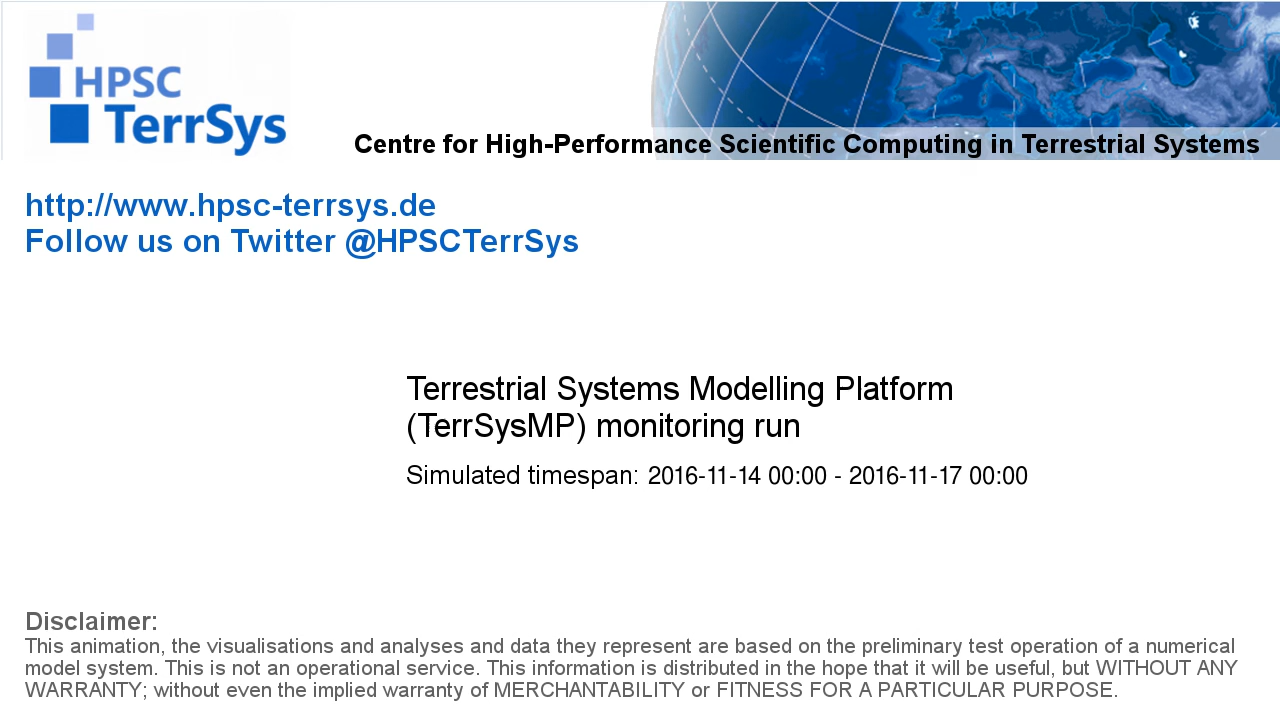 HPSC
TerrSys
Centre for High-Performance Scientific Computing in Terrestrial Systems
http://www.hpsc-terrsys.de
Follow us on Twitter @HPSCTerrSys
Terrestrial Systems Modelling Platform
(TerrSysMP) monitoring run
Simulated timespan: 2016-11-14 00:00 - 2016-11-17 00:00
Disclaimer:
This animation, the visualisations and analyses and data they represent are based on the preliminary test operation of a numerical
model system. This is not an operational service. This information is distributed in the hope that it will be useful, but WITHOUT ANY
WARRANTY; without even the implied warranty of MERCHANTABILITY or FITNESS FOR A PARTICULAR PURPOSE.